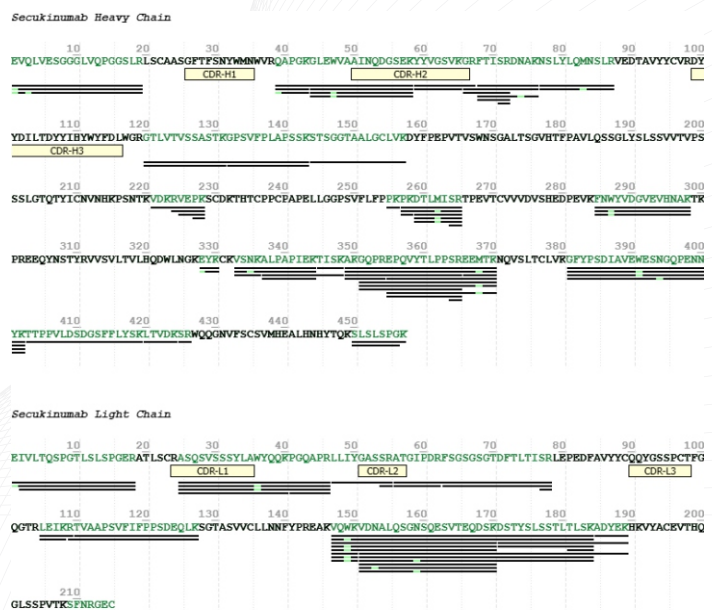 Secukinumab Heavy Chain
10 20 30 40 50 60 70 80 90 100
EVQLVESGGGLVQPGGSLRLSCAASGFTFSNYWMNWVRQAPGKGLEWVAAINQDGSEKYYVGSVKGRFTISRDNAKNSLYLQMNSLRVEDTAVYYCVRDY
CDR-H1 CDR-H2
110 120 130 140 150 160 170 180 190 200
YDILTDYYIHYWYFDLWGRGTLVTVSSASTKGPSVFPLAPSSKSTSGGTAALGCLVKDYFPEPVTVSWNSGALTSGVHTFPAVLQSSGLYSLSSVVTVPS
CDR-H3
210 220 230 240 250 260 270 280 290 300
SSLGTQTYICNVNHKPSNTKVDKRVEPKSCDKTHTCPPCPAPELLGGPSVFLFPPKPKDTLMISRTPEVTCVVVDVSHEDPEVKFNWYVDGVEVHNAKTK
310 320 330 340 350 360 370 380 390 400
PREEQYNSTYRVVSVLTVLHQDWLNGKEYKCKVSNKALPAPIEKTISKAKGQPREPQVYTLPPSREEMTKNQVSLTCLVKGFYPSDIAVEWESNGQPENN
410 420 430 440 450
YKTTPPVLDSDGSFFLYSKLTVDKSRWQQGNVFSCSVMHEALHNHYTQKSLSLSPGK
Secukinumab Light Chain
10 20 30 40 50 60 70 80 90 100
EIVLTQSPGTLSLSPGERATLSCRASQSVSSSYLAWYQQKPGQAPRLLIYGASSRATGIPDRFSGSGSGTDFTLTISRLEPEDFAVYYCQQYGSSPCTFG
CDR-L1 CDR-L2 CDR-L3
110 120 130 140 150 160 170 180 190 200
QGTRLEIKRTVAAPSVFIFPPSDEQLKSGTASVVCLLNNFYPREAKVQWKVDNALQSGNSQESVTEQDSKDSTYSLSSTLTLSKADYEKHKVYACEVTHQ
210
GLSSPVTKSFNRGEC